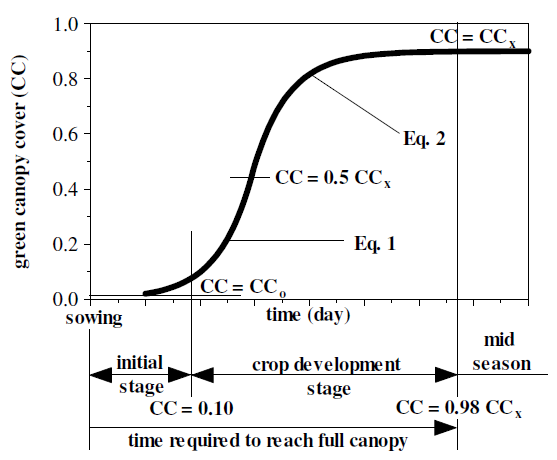 1.0
CC = CCx
0.8
Eq. 2
0.6
CC = 0.5 CCx
0.4
0.2
Eq. 1
CC = CCo
0.0
green canopy cover (CC)
sowing
time (day)
mid
season
initial
stage
crop development
stage
CC = 0.10
CC = 0.98 CCx
time required to reach full canopy